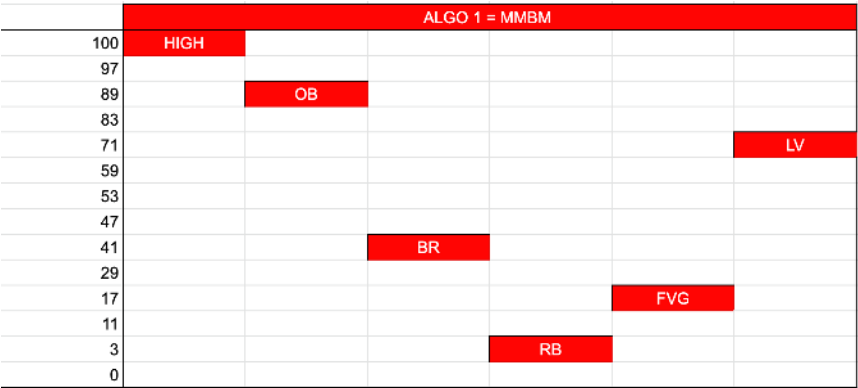 ALGO 1 = MMBM
100 HIGH
97
89 OB
83
71 LV
59
53
47
41 BR
29
17 FVG
11
3 RB
0